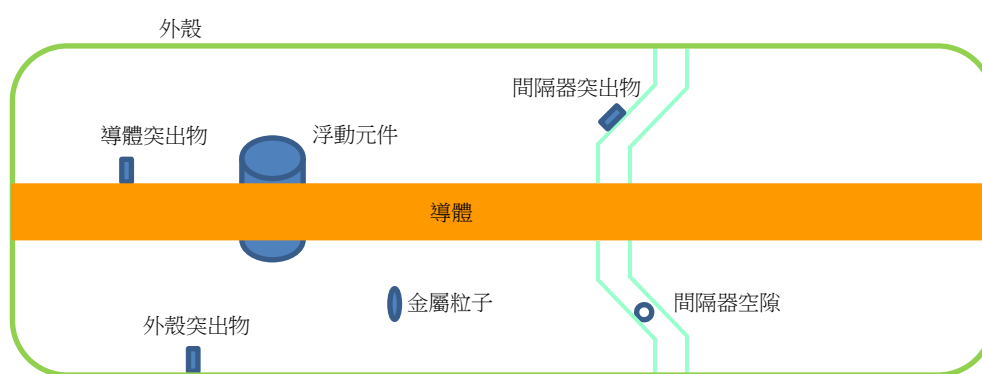 外殼
間隔器突出物
導體突出物
浮動元件
導體
金屬粒子
間隔器空隙
外殼突出物